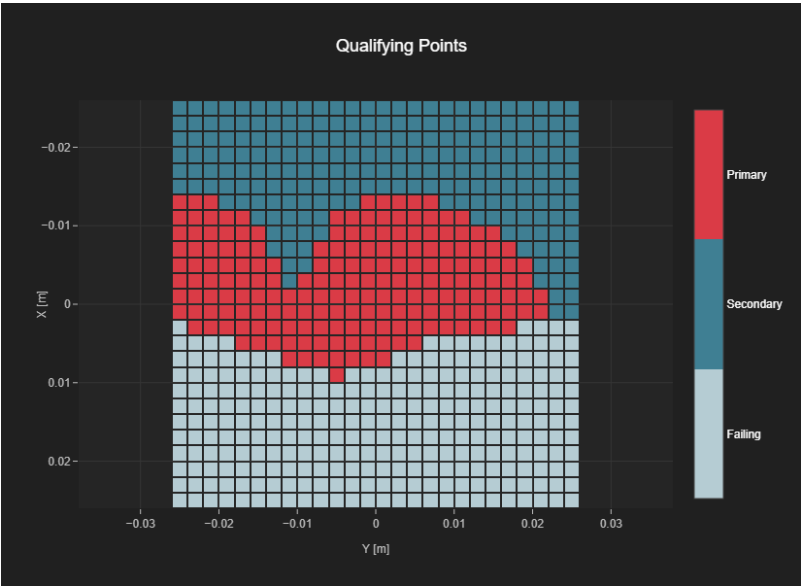 Qualifying Points
−0.02
−0.01
0
0.01
0.02
X [m]
−0.03
−0.02
−0.01
0
0.01
0.02
0.03
Y [m]
Primary
Secondary
Failing